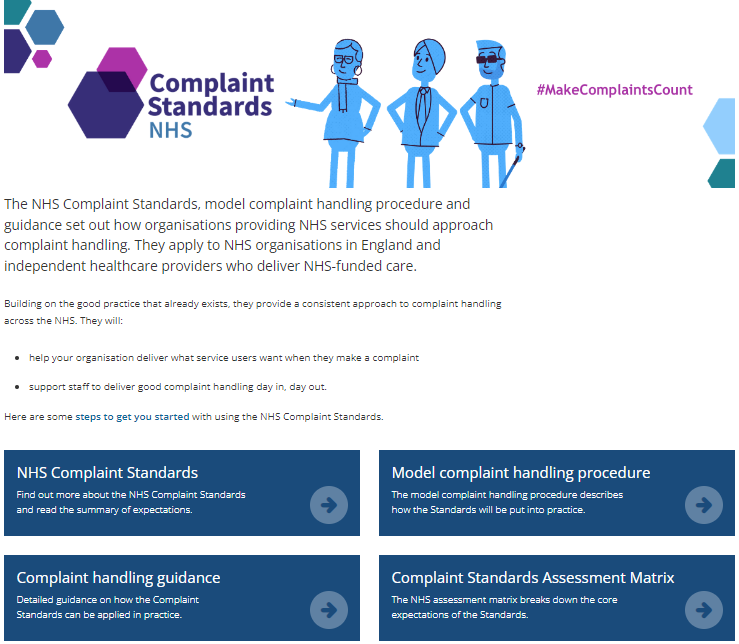 Complaint
Standards
NHS
#MakeComplaintsCount
The NHS Complaint Standards, model complaint handling procedure and
guidance set out how organisations providing NHS services should approach
complaint handling. They apply to NHS organisations in England and
independent healthcare providers who deliver NHS-funded care.
Building on the good practice that already exists, they provide a consistent approach to complaint handling
across the NHS. They will:
• help your organisation deliver what service users want when they make a complaint
• support staff to deliver good complaint handling day in, day out.
Here are some steps to get you started with using the NHS Complaint Standards.
NHS Complaint Standards
Find out more about the NHS Complaint Standards
and read the summary of expectations.
Model complaint handling procedure
The model complaint handling procedure describes
how the Standards will be put into practice.
Complaint handling guidance
Detailed guidance on how the Complaint
Standards can be applied in practice.
Complaint Standards Assessment Matrix
The NHS assessment matrix breaks down the core
expectations of the Standards.